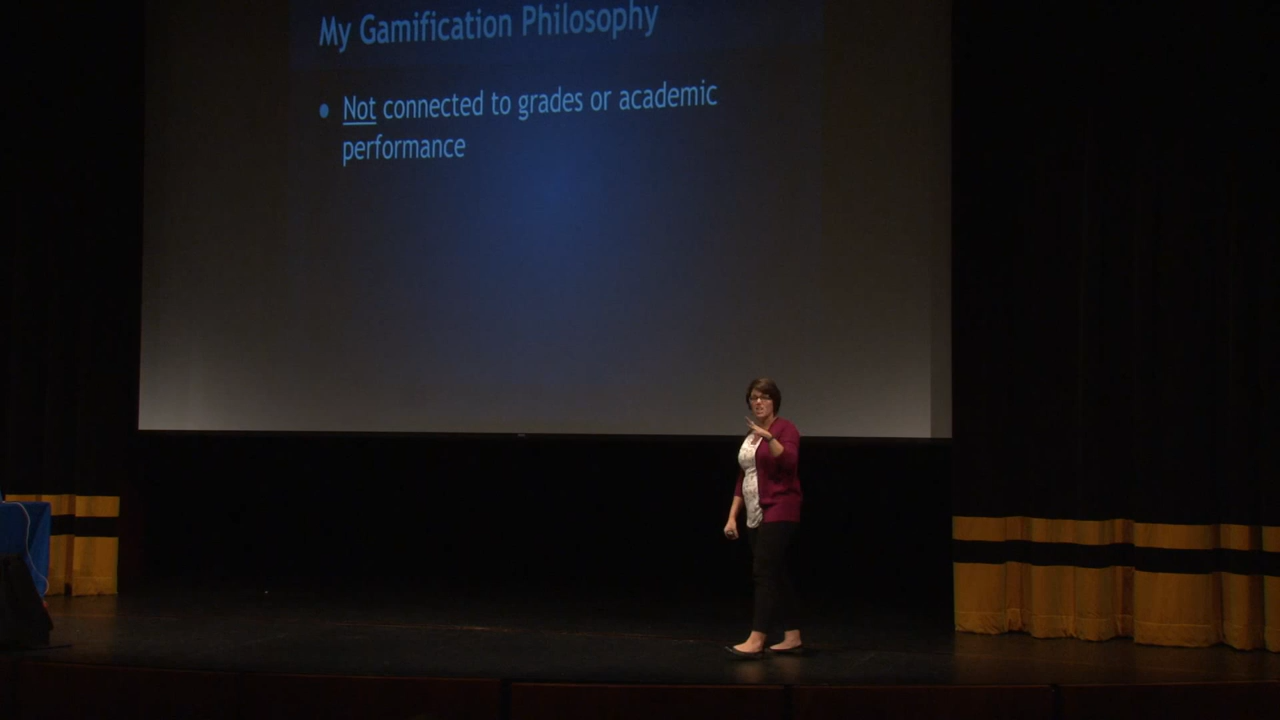 My Gamification Philosophy
• Not connected to grades or academic
performance